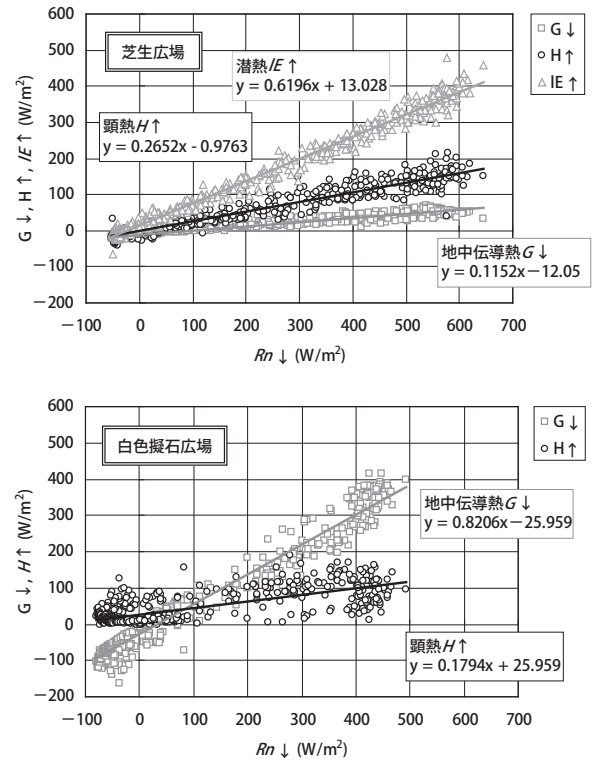 600
500
400
300
200
100
0
−100
−200
G ↓, H ↑, lE ↑ (W/m²)
芝生広場
潜熱lE ↑
y = 0.6196x + 13.028
顕熱H↑
y = 0.2652x - 0.9763
地中伝導熱G ↓
y = 0.1152x−12.05
G ↓
H ↑
lE ↑
−100 0 100 200 300 400 500 600 700
Rn ↓ (W/m²)
600
500
400
300
200
100
0
−100
−200
G ↓, H ↑ (W/m²)
白色擬石広場
G ↓
H ↑
地中伝導熱G ↓
y = 0.8206x−25.959
顕熱H↑
y = 0.1794x + 25.959
−100 0 100 200 300 400 500 600 700
Rn ↓ (W/m²)